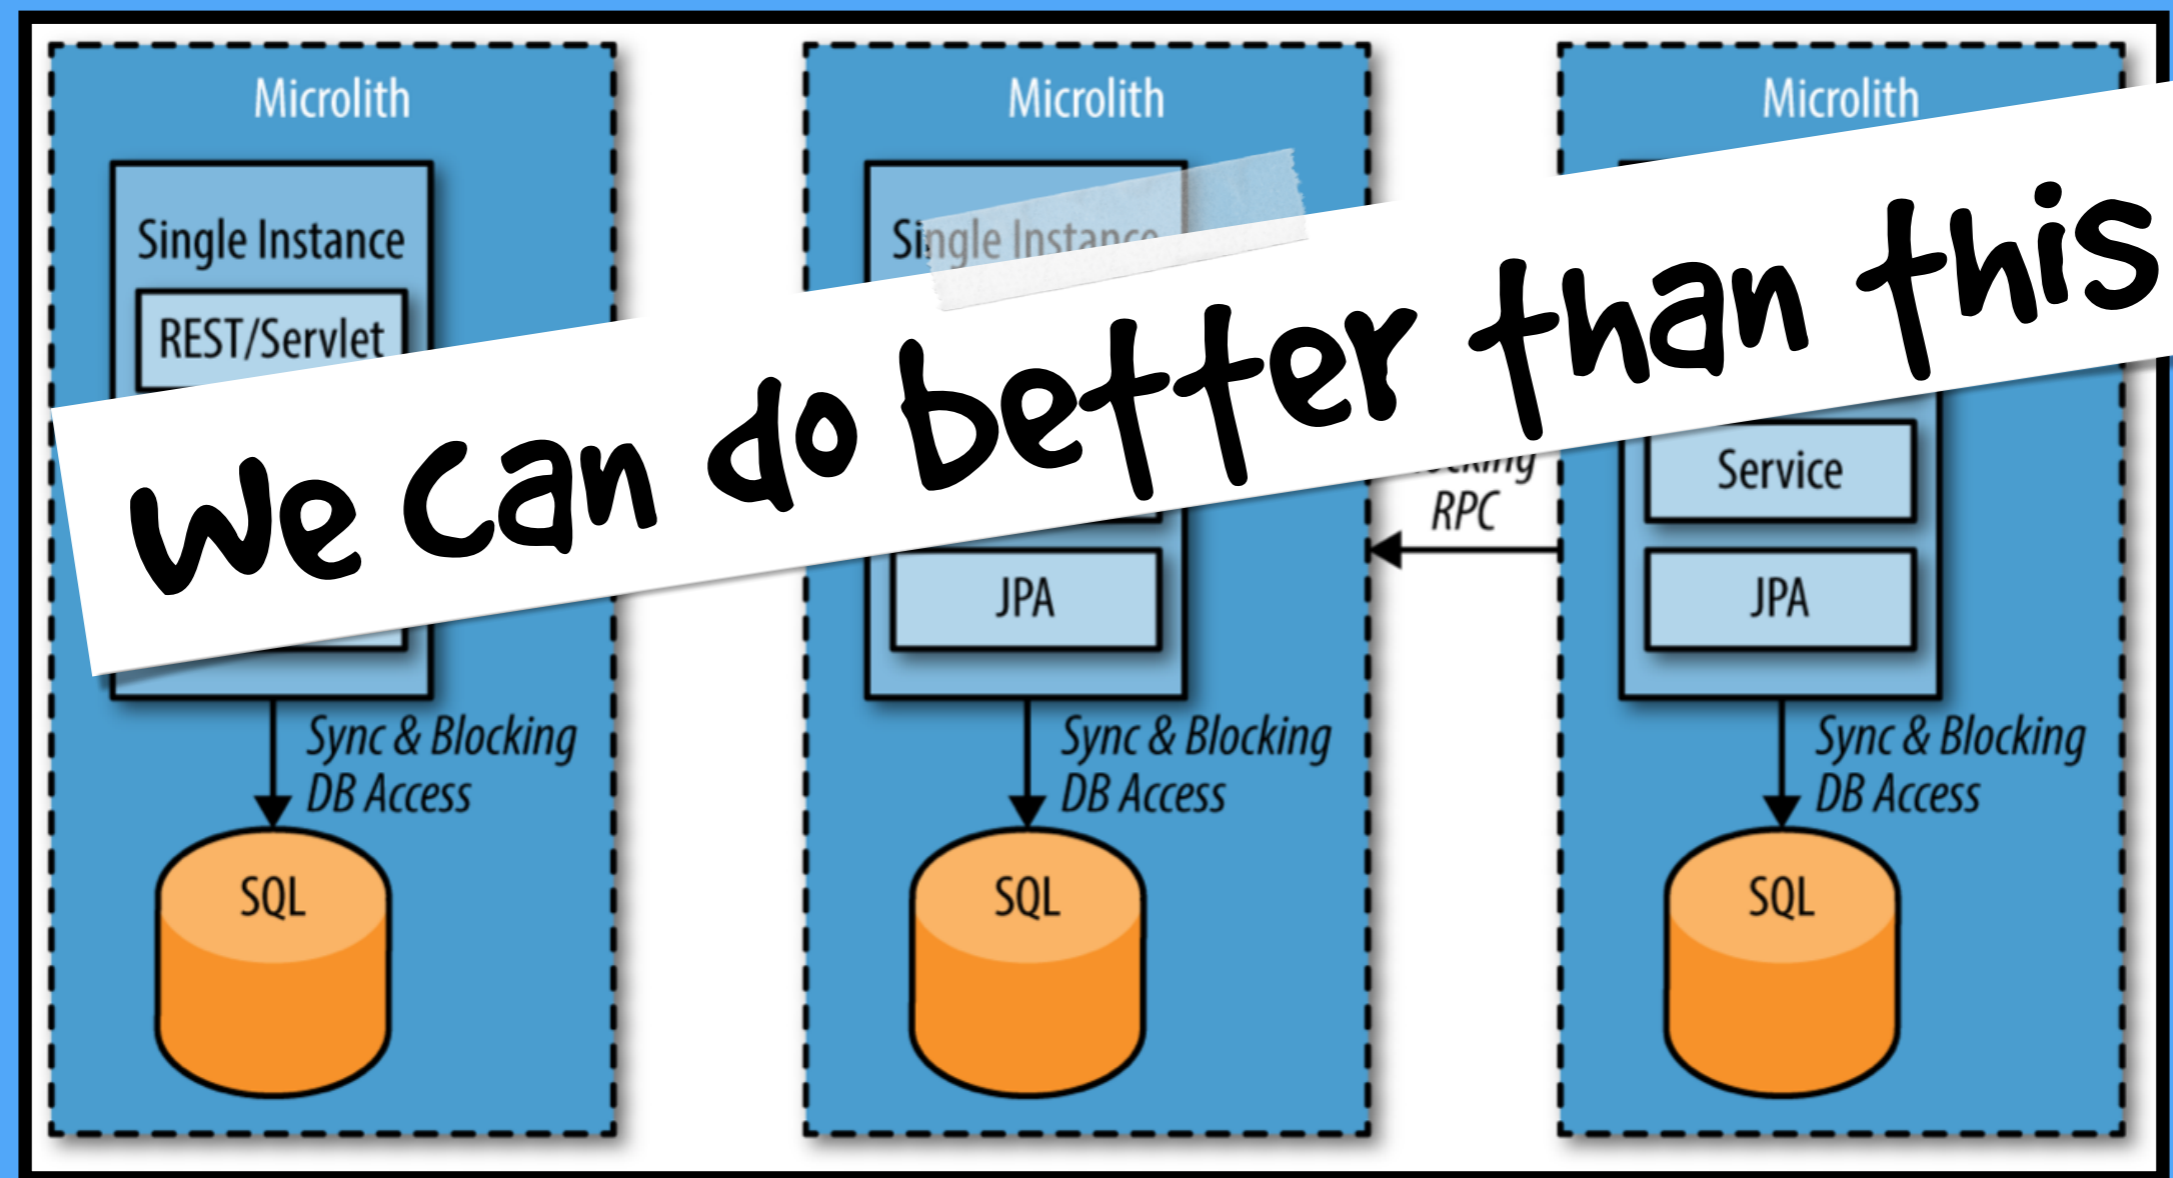 Microlith
Single Instance
REST/Servlet
Sync & Blocking
DB Access
SQL
Microlith
Single Instance
JPA
Sync & Blocking
DB Access
SQL
RPC
Microlith
Service
JPA
Sync & Blocking
DB Access
SQL
We can do better than this